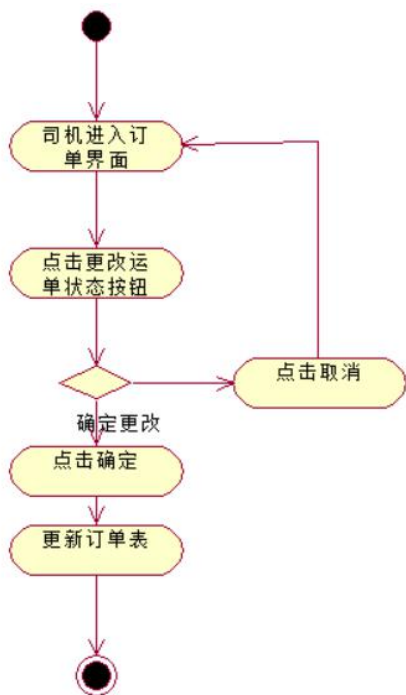 司机进入订
单界面
点击更改运
单状态按钮
点击取消
确定更改
点击确定
更新订单表